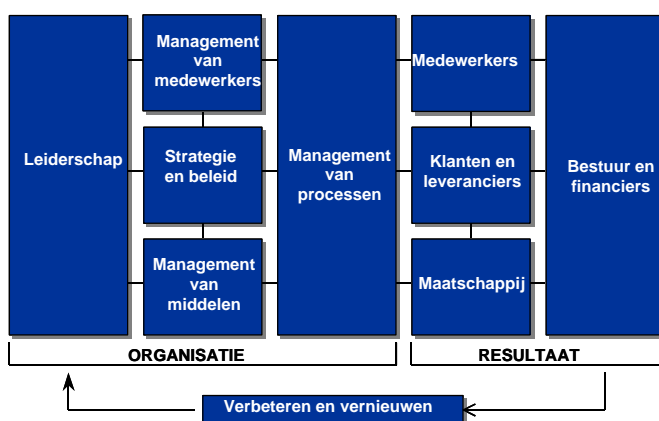 Leiderschap
Management
van
medewerkers
Strategie
en beleid
Management
van
middelen
Management
van
processen
Medewerkers
Klanten en
leveranciers
Maatschappij
Bestuur en
financiers
ORGANISATIE
RESULTAAT
Verbeteren en vernieuwen